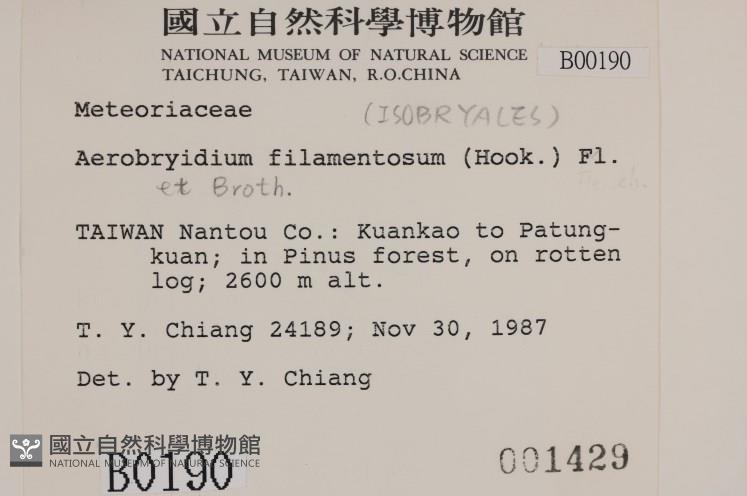 國立自然科學博物館
NATIONAL MUSEUM OF NATURAL SCIENCE
TAICHUNG, TAIWAN, R.O.CHINA
B00190
Meteoriaceae
(ISOBRYALES)
Aerobryidium filamentosum (Hook.) Fl.
et Broth.
TAIWAN Nantou Co.: Kuankao to Patung-
kuan; in Pinus forest, on rotten
log; 2600 m alt.
T. Y. Chiang 24189; Nov 30, 1987
Det. by T. Y. Chiang
國立自然科學博物館
NATIONAL MUSEUM OF NATURAL SCIENCE
B0190
001429